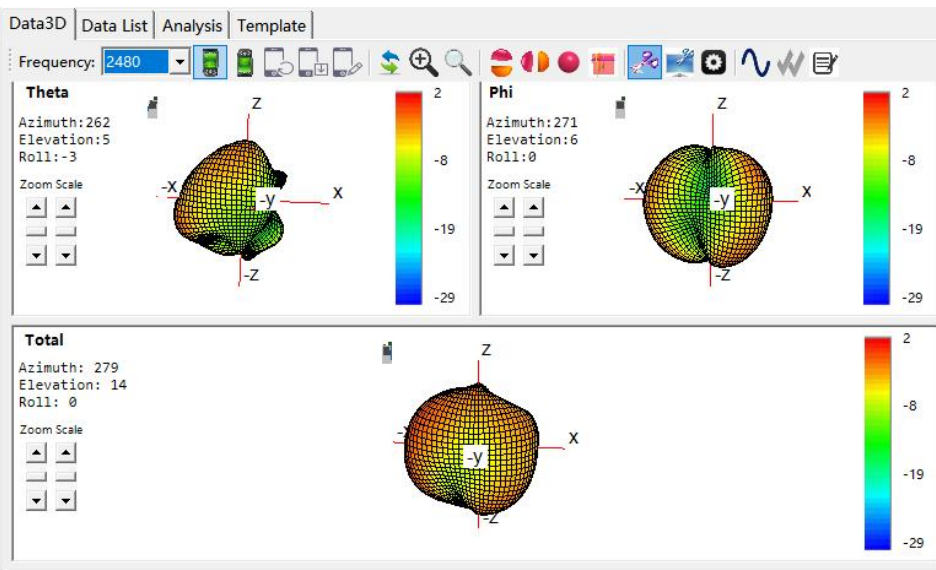 Data3D Data List Analysis Template
Frequency: 2480
Theta
Azimuth:262
Elevation:5
Roll:-3
Zoom Scale
Z
-X
-y
X
-Z
2
-8
-19
-29
Phi
Azimuth:271
Elevation:6
Roll:0
Zoom Scale
Z
-X
-y
X
-Z
2
-8
-19
-29
Total
Azimuth: 279
Elevation: 14
Roll: 0
Zoom Scale
Z
-X
-y
X
-Z
2
-8
-19
-29